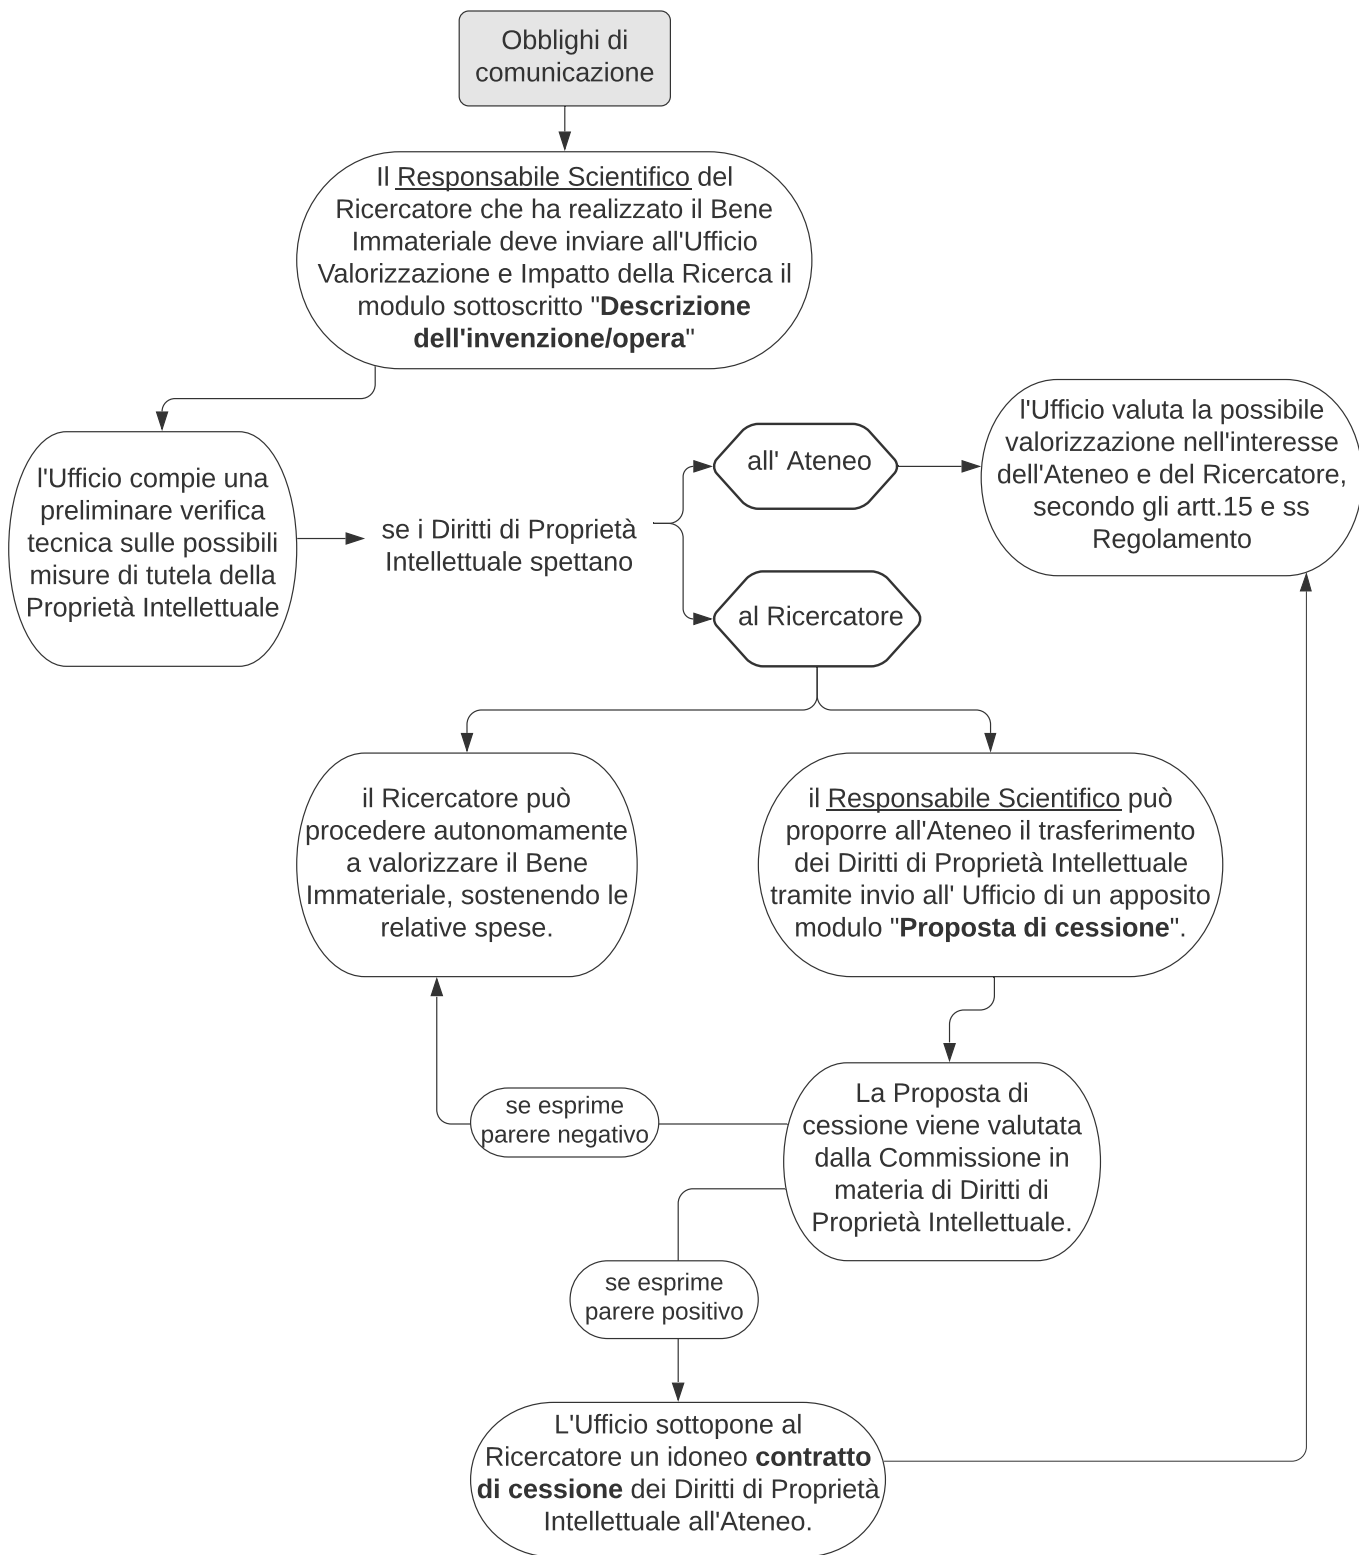 Obblighi di
comunicazione
Il Responsabile Scientifico del
Ricercatore che ha realizzato il Bene
Immateriale deve inviare all'Ufficio
Valorizzazione e Impatto della Ricerca il
modulo sottoscritto "Descrizione
dell'invenzione/opera"
l'Ufficio compie una
preliminare verifica
tecnica sulle possibili
misure di tutela della
Proprietà Intellettuale
se i Diritti di Proprietà
Intellettuale spettano
all' Ateneo
l'Ufficio valuta la possibile
valorizzazione nell'interesse
dell'Ateneo e del Ricercatore,
secondo gli artt.15 e ss
Regolamento
al Ricercatore
il Ricercatore può
procedere autonomamente
a valorizzare il Bene
Immateriale, sostenendo le
relative spese.
il Responsabile Scientifico può
proporre all'Ateneo il trasferimento
dei Diritti di Proprietà Intellettuale
tramite invio all' Ufficio di un apposito
modulo "Proposta di cessione".
La Proposta di
cessione viene valutata
dalla Commissione in
materia di Diritti di
Proprietà Intellettuale.
se esprime
parere negativo
se esprime
parere positivo
L'Ufficio sottopone al
Ricercatore un idoneo contratto
di cessione dei Diritti di Proprietà
Intellettuale all'Ateneo.